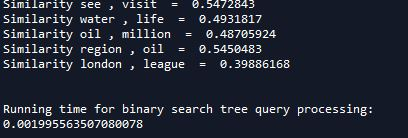 Similarity see , visit  =  0.5472843
Similarity water , life  =  0.4931817
Similarity oil , million  =  0.48705924
Similarity region , oil  =  0.5450483
Similarity london , league  =  0.39886168
Running time for binary search tree query processing:
0.001995563507080078